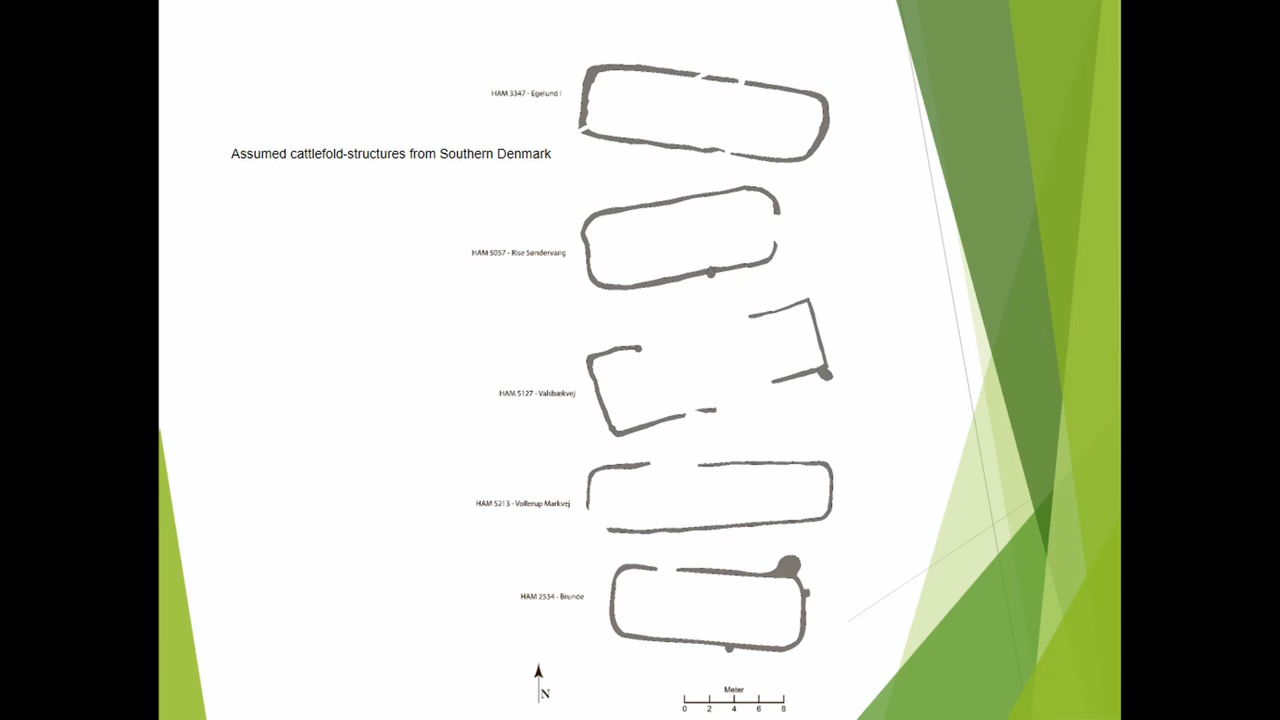 HAM 3347 - Egelund I
Assumed cattlefold-structures from Southern Denmark
HAM 5057 - Rise Søndervang
HAM 5127 - Valsbækvej
HAM 5213 - Vollerup Markvej
HAM 2534 - Brunde
N
Meter
0 2 4 6 8